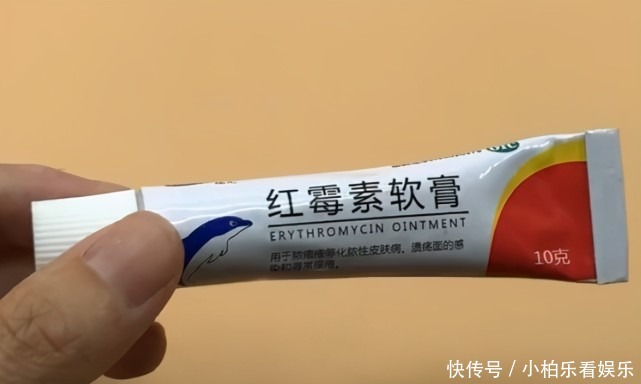 红霉素软膏
ERYTHROMYCIN OINTMENT
用于脓疱疮等化脓性皮肤病、溃疡面的感
染和寻常痤疮。
10克
快传号/小柏乐看娱乐